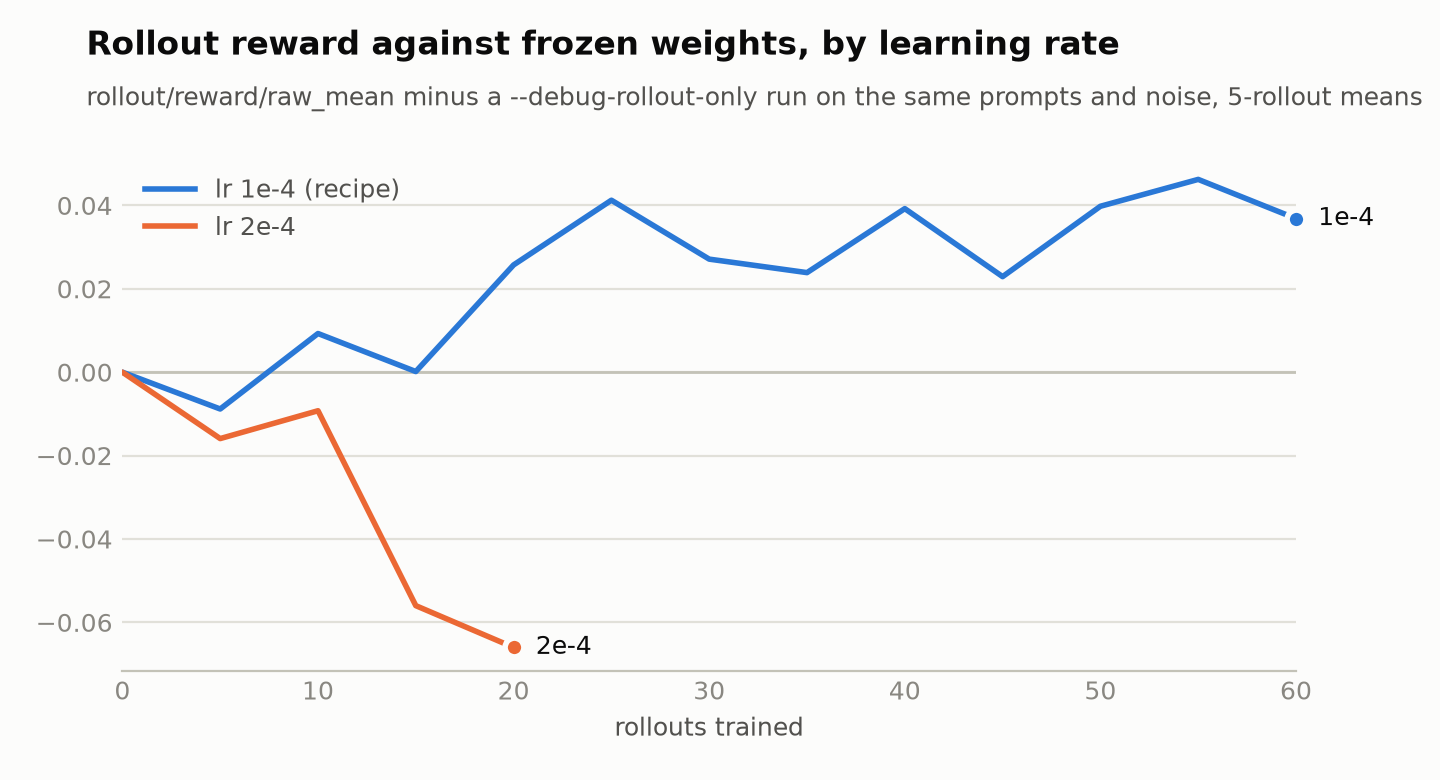 Rollout reward against frozen weights, by learning rate
rollout/reward/raw_mean minus a --debug-rollout-only run on the same prompts and noise, 5-rollout means
lr 1e-4 (recipe)
lr 2e-4
0.04
0.02
0.00
−0.02
−0.04
−0.06
1e-4
2e-4
0 10 20 30 40 50 60
rollouts trained